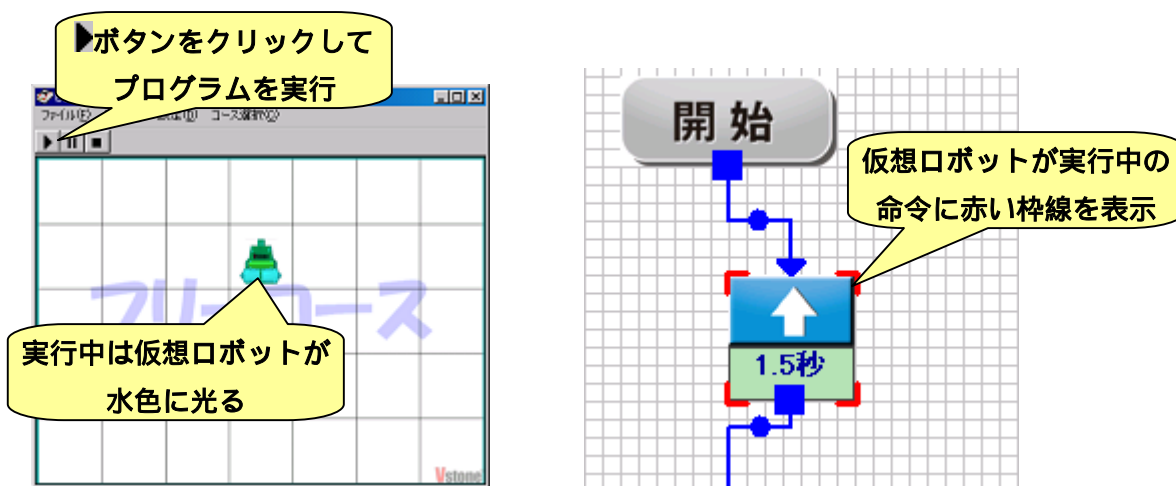 ▶ボタンをクリックして
プログラムを実行
ファイル(F)
コース選択(C)
フリーコース
実行中は仮想ロボットが
水色に光る
Vstone
開始
仮想ロボットが実行中の
命令に赤い枠線を表示
1.5秒